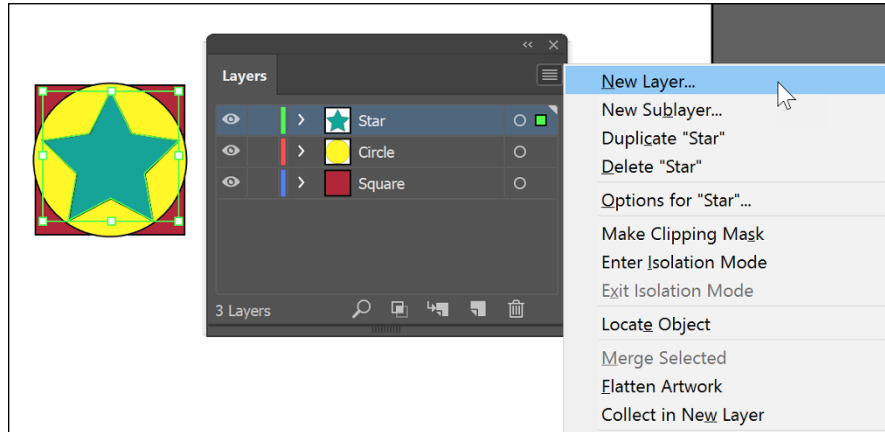 Layers
Star
Circle
Square
3 Layers
New Layer...
New Sublayer...
Duplicate "Star"
Delete "Star"
Options for "Star"...
Make Clipping Mask
Enter Isolation Mode
Exit Isolation Mode
Locate Object
Merge Selected
Flatten Artwork
Collect in New Layer